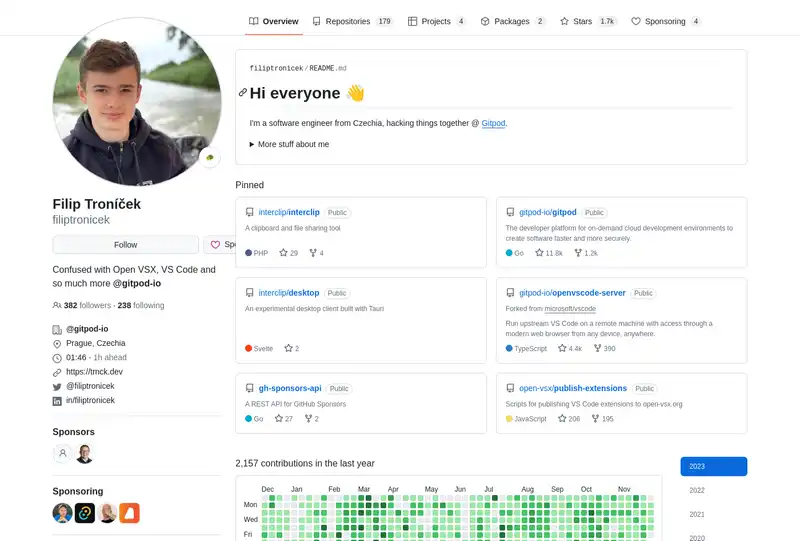 Overview
Repositories 179
Projects 4
Packages 2
Stars 1.7k
Sponsoring 4
filiptronicek/README.md
Hi everyone 👋
I'm a software engineer from Czechia, hacking things together @ Gitpod.
More stuff about me
Filip Troníček
filiptronicek
Follow
Spo
Confused with Open VSX, VS Code and
so much more @gitpod-io
382 followers · 238 following
@gitpod-io
Prague, Czechia
01:46 - 1h ahead
https://tmck.dev
@filiptronicek
in/filiptronicek
Sponsors
Sponsoring
Pinned
interclip/interclip Public
A clipboard and file sharing tool
PHP 29 4
gitpod-io/gitpod Public
The developer platform for on-demand cloud development environments to
create software faster and more securely.
Go 11.8k 1.2k
interclip/desktop Public
An experimental desktop client built with Tauri
Svelte 2
gitpod-io/openvscode-server Public
Forked from microsoft/vscode
Run upstream VS Code on a remote machine with access through a
modern web browser from any device, anywhere.
TypeScript 4.4k 390
gh-sponsors-api Public
A REST API for GitHub Sponsors
Go 27 2
open-vsx/publish-extensions Public
Scripts for publishing VS Code extensions to open-vsx.org
JavaScript 206 195
2,157 contributions in the last year
Dec Jan Feb Mar Apr May Jun Jul Aug Sep Oct Nov
Mon
Wed
Fri
2023
2022
2021
2020